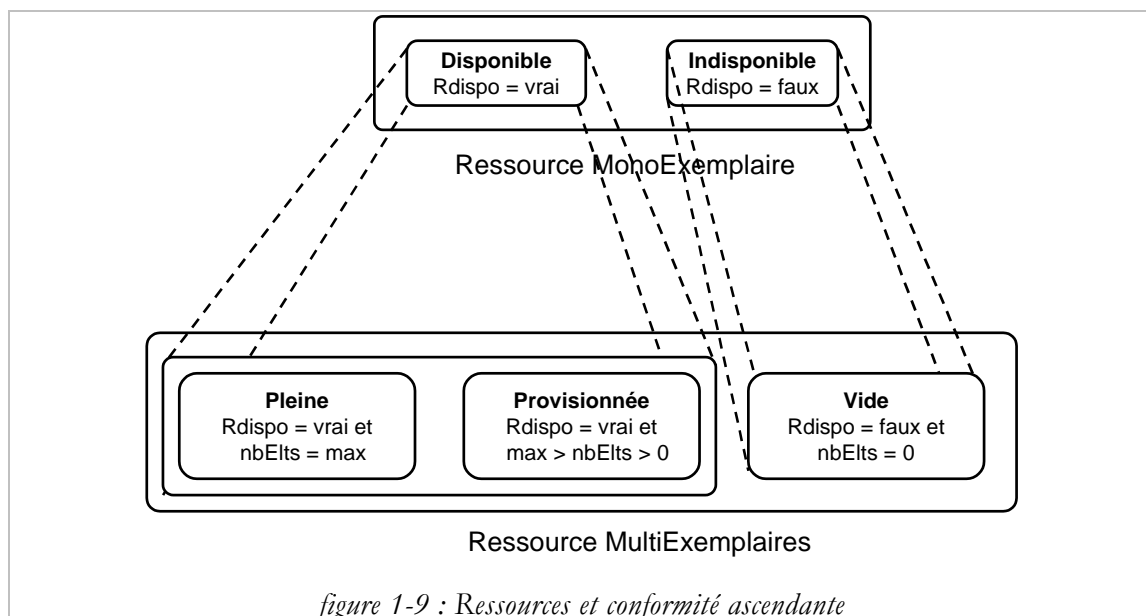 Disponible
Rdispo = vrai
Indisponible
Rdispo = faux
Ressource MonoExemplaire
Pleine
Rdispo = vrai et
nbElts = max
Provisionnée
Rdispo = vrai et
max > nbElts > 0
Vide
Rdispo = faux et
nbElts = 0
Ressource MultiExemplaires
figure 1-9 : Ressources et conformité ascendante